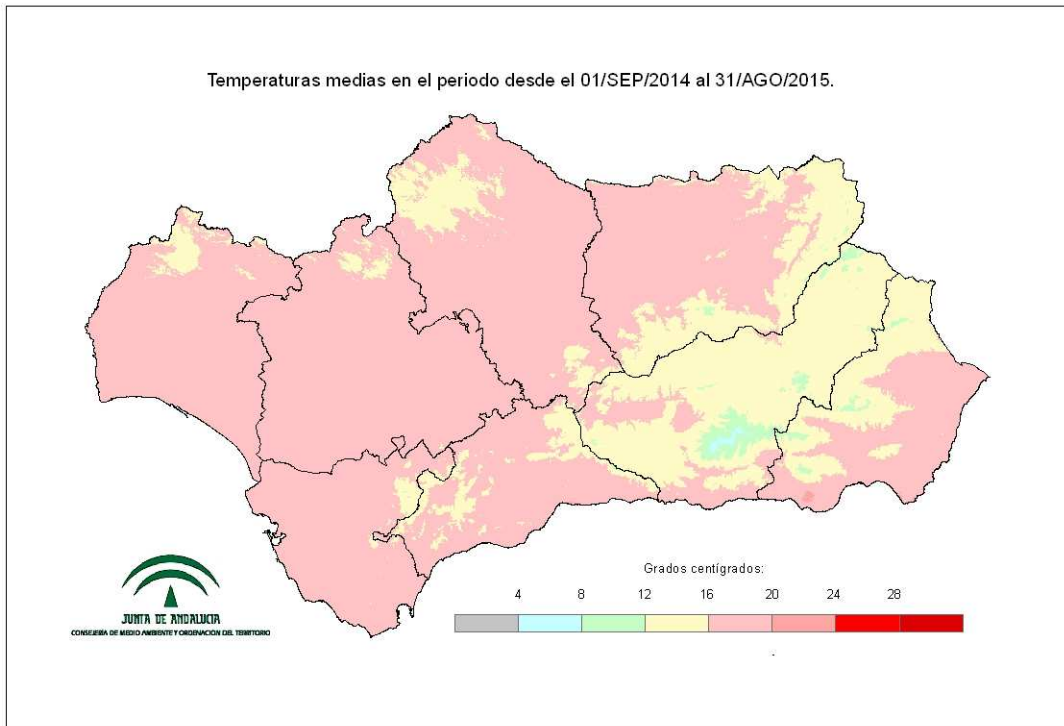 Temperaturas medias en el periodo desde el 01/SEP/2014 al 31/AGO/2015.
JUNTA DE ANDALUCIA
CONSEJERÍA DE MEDIO AMBIENTE Y ORDENACIÓN DEL TERRITORIO
Grados centígrados:
4 8 12 16 20 24 28